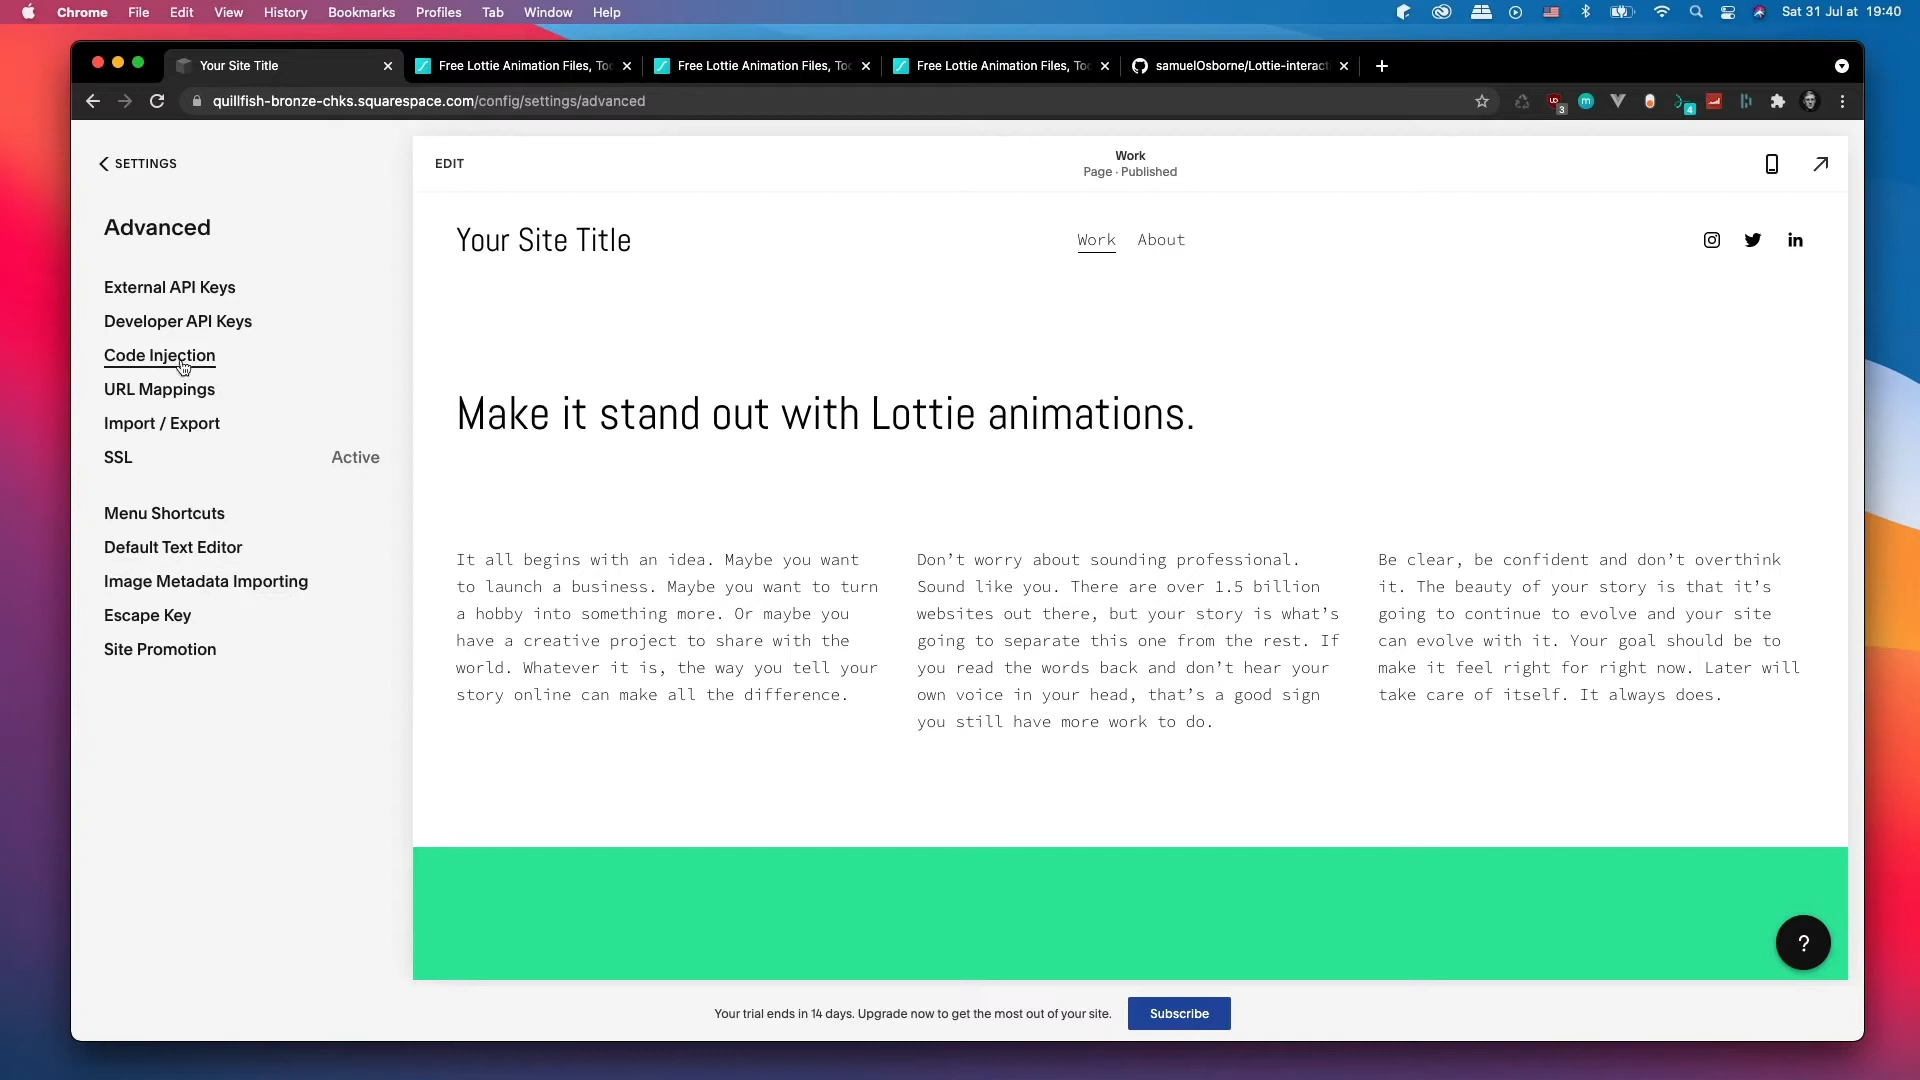 Chrome File Edit View History Bookmarks Profiles Tab Window Help Sat 31 Jul at 19:40
Your Site Title
Free Lottie Animation Files, Too
Free Lottie Animation Files, Too
Free Lottie Animation Files, Too
samuelOsborne/Lottie-interact
quillfish-bronze-chks.squarespace.com/config/settings/advanced
3
4
SETTINGS
Advanced
External API Keys
Developer API Keys
Code Injection
URL Mappings
Import / Export
SSL Active
Menu Shortcuts
Default Text Editor
Image Metadata Importing
Escape Key
Site Promotion
EDIT
Work
Page · Published
Your Site Title
Work About
Make it stand out with Lottie animations.
It all begins with an idea. Maybe you want
to launch a business. Maybe you want to turn
a hobby into something more. Or maybe you
have a creative project to share with the
world. Whatever it is, the way you tell your
story online can make all the difference.
Don’t worry about sounding professional.
Sound like you. There are over 1.5 billion
websites out there, but your story is what’s
going to separate this one from the rest. If
you read the words back and don’t hear your
own voice in your head, that’s a good sign
you still have more work to do.
Be clear, be confident and don’t overthink
it. The beauty of your story is that it’s
going to continue to evolve and your site
can evolve with it. Your goal should be to
make it feel right for right now. Later will
take care of itself. It always does.
?
Your trial ends in 14 days. Upgrade now to get the most out of your site.
Subscribe